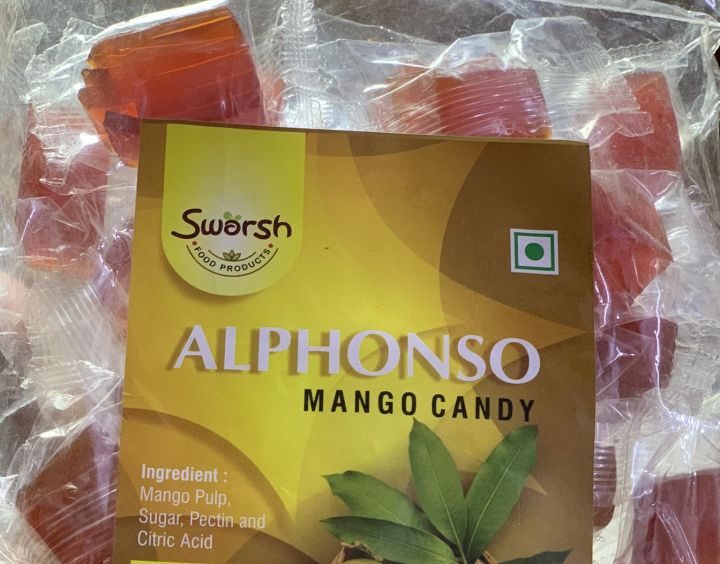 Swarsh
• FOOD PRODUCTS •
ALPHONSO
MANGO CANDY
Ingredient :
Mango Pulp,
Sugar, Pectin and
Citric Acid